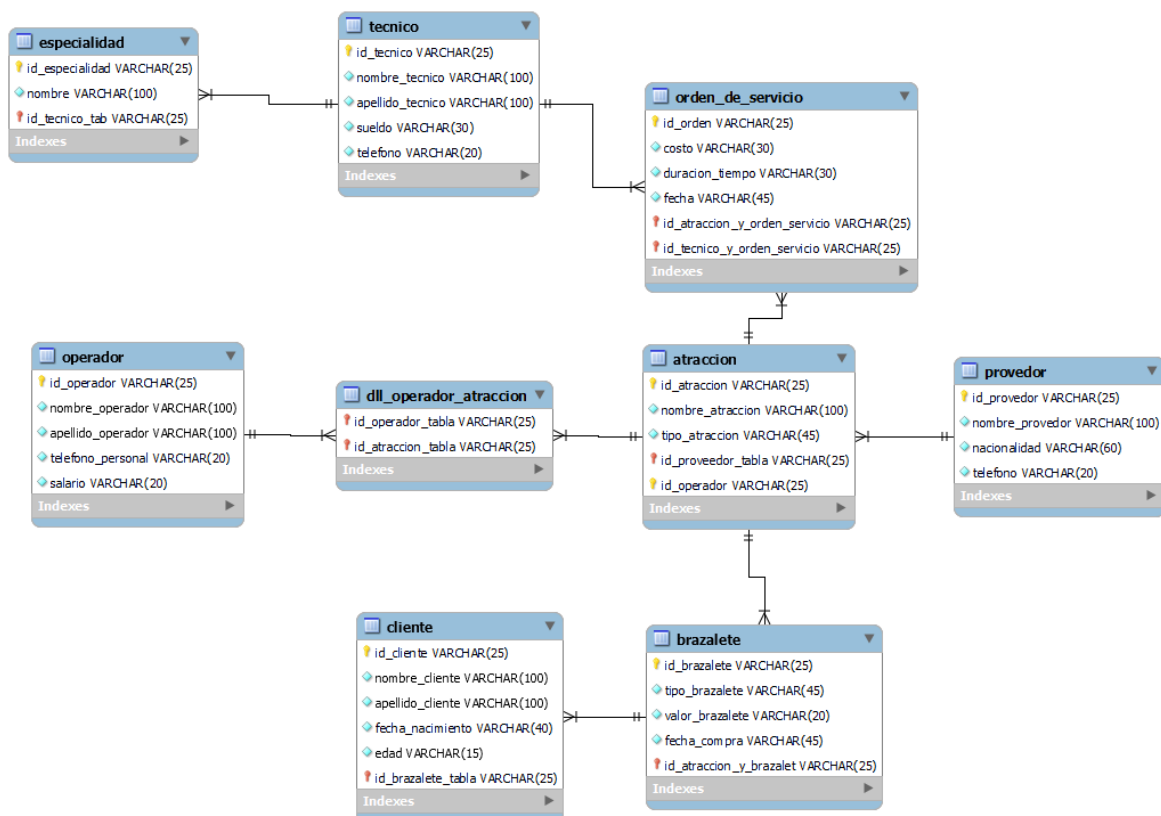 especialidad
id_especialidad VARCHAR(25)
nombre VARCHAR(100)
id_tecnico_tab VARCHAR(25)
Indexes
tecnico
id_tecnico VARCHAR(25)
nombre_tecnico VARCHAR(100)
apellido_tecnico VARCHAR(100)
sueldo VARCHAR(30)
telefono VARCHAR(20)
Indexes
orden_de_servicio
id_orden VARCHAR(25)
costo VARCHAR(30)
duracion_tiempo VARCHAR(30)
fecha VARCHAR(45)
id_atraccion_y_orden_servicio VARCHAR(25)
id_tecnico_y_orden_servicio VARCHAR(25)
Indexes
operador
id_operador VARCHAR(25)
nombre_operador VARCHAR(100)
apellido_operador VARCHAR(100)
telefono_personal VARCHAR(20)
salario VARCHAR(20)
Indexes
dll_operador_atraccion
id_operador_tabla VARCHAR(25)
id_atraccion_tabla VARCHAR(25)
Indexes
atraccion
id_atraccion VARCHAR(25)
nombre_atraccion VARCHAR(100)
tipo_atraccion VARCHAR(45)
id_proveedor_tabla VARCHAR(25)
id_operador VARCHAR(25)
Indexes
provedor
id_provedor VARCHAR(25)
nombre_provedor VARCHAR(100)
nacionalidad VARCHAR(60)
telefono VARCHAR(20)
Indexes
cliente
id_cliente VARCHAR(25)
nombre_cliente VARCHAR(100)
apellido_cliente VARCHAR(100)
fecha_nacimiento VARCHAR(40)
edad VARCHAR(15)
id_brazalete_tabla VARCHAR(25)
Indexes
brazalete
id_brazalete VARCHAR(25)
tipo_brazalete VARCHAR(45)
valor_brazalete VARCHAR(20)
fecha_compra VARCHAR(45)
id_atraccion_y_brazalet VARCHAR(25)
Indexes